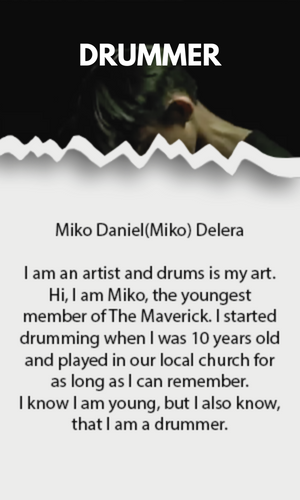 DRUMMER
Miko Daniel(Miko) Delera
I am an artist and drums is my art.
Hi, I am Miko, the youngest
member of The Maverick. I started
drumming when I was 10 years old
and played in our local church for
as long as I can remember.
I know I am young, but I also know,
that I am a drummer.